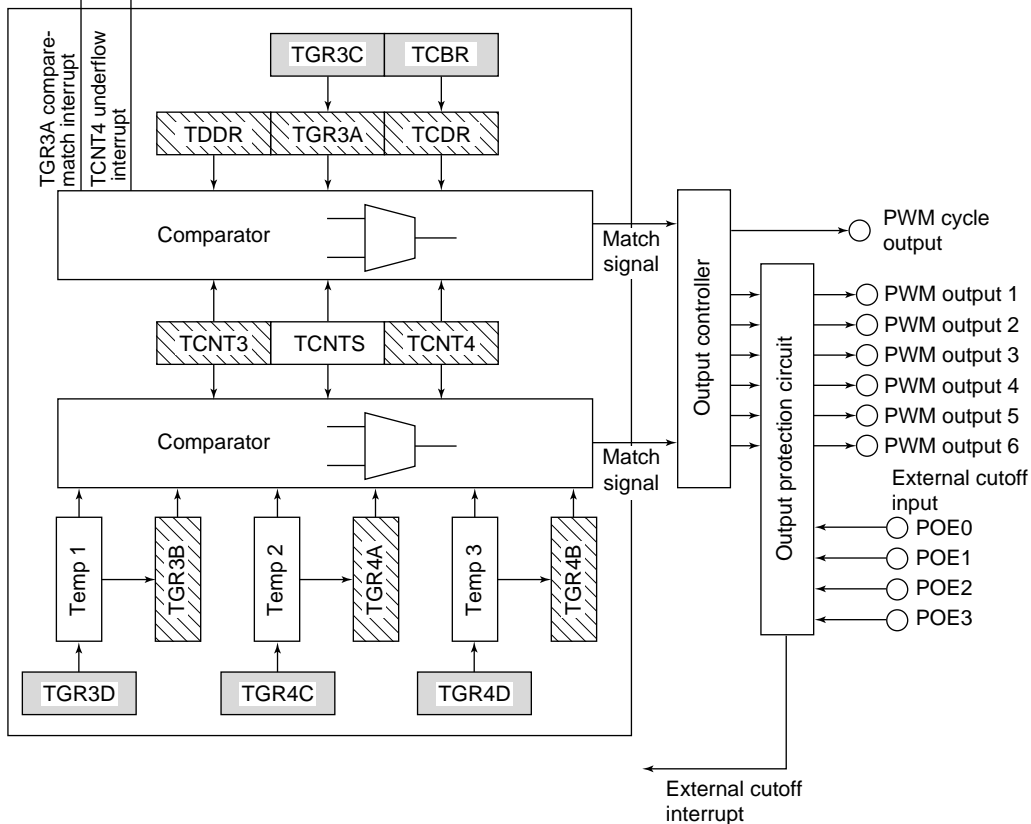 TGR3A compare-
match interrupt
TCNT4 underflow
interrupt
TGR3C
TCBR
TDDR
TGR3A
TCDR
Comparator
Match
signal
TCNT3
TCNTS
TCNT4
Comparator
Match
signal
Temp 1
TGR3B
Temp 2
TGR4A
Temp 3
TGR4B
TGR3D
TGR4C
TGR4D
Output controller
Output protection circuit
PWM cycle
output
PWM output 1
PWM output 2
PWM output 3
PWM output 4
PWM output 5
PWM output 6
External cutoff
input
POE0
POE1
POE2
POE3
External cutoff
interrupt